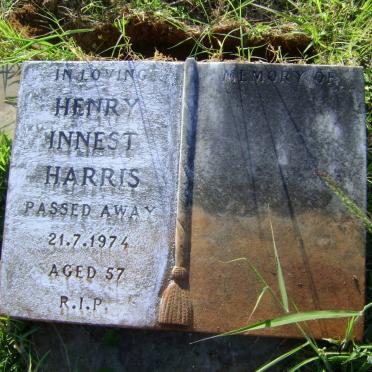 IN LOVING MEMORY OF
HENRY
INNEST
HARRIS
PASSED AWAY
21.7.1974
AGED 57
R.I.P.